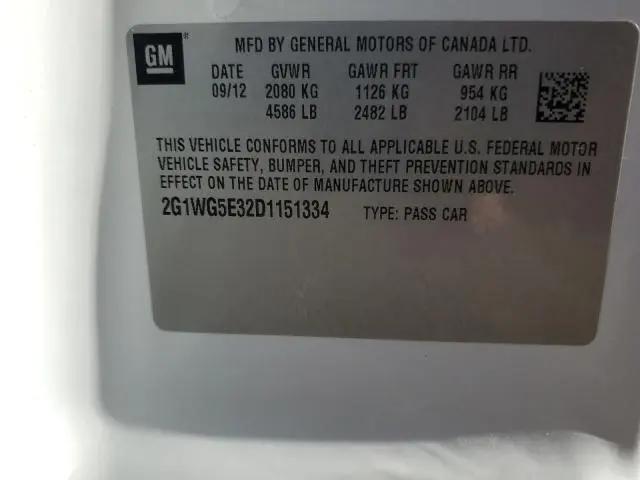 GM®
MFD BY GENERAL MOTORS OF CANADA LTD.
DATE GVWR GAWR FRT GAWR RR
09/12 2080 KG 1126 KG 954 KG
4586 LB 2482 LB 2104 LB
THIS VEHICLE CONFORMS TO ALL APPLICABLE U.S. FEDERAL MOTOR
VEHICLE SAFETY, BUMPER, AND THEFT PREVENTION STANDARDS IN
EFFECT ON THE DATE OF MANUFACTURE SHOWN ABOVE.
2G1WG5E32D1151334 TYPE: PASS CAR